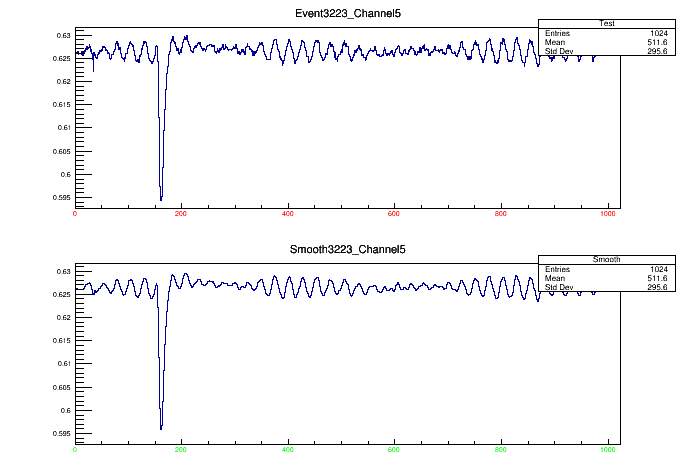 Event3223_Channel5
Test
Entries 1024
Mean 511.6
Std Dev 295.6
0.63
0.625
0.62
0.615
0.61
0.605
0.6
0.595
0 200 400 600 800 1000
Smooth3223_Channel5
Smooth
Entries 1024
Mean 511.6
Std Dev 295.6
0.63
0.625
0.62
0.615
0.61
0.605
0.6
0.595
0 200 400 600 800 1000